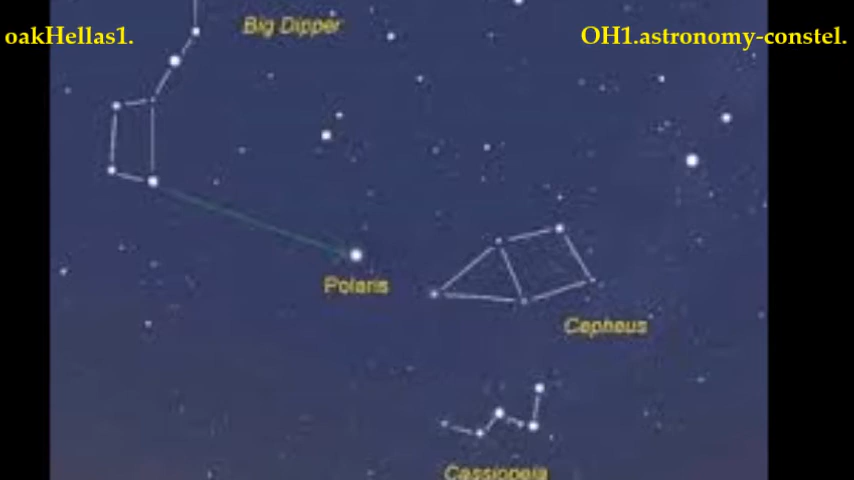 Big Dipper
oakHellas1.
OH1.astronomy-constel.
Polaris
Cepheus
Cassiopeia